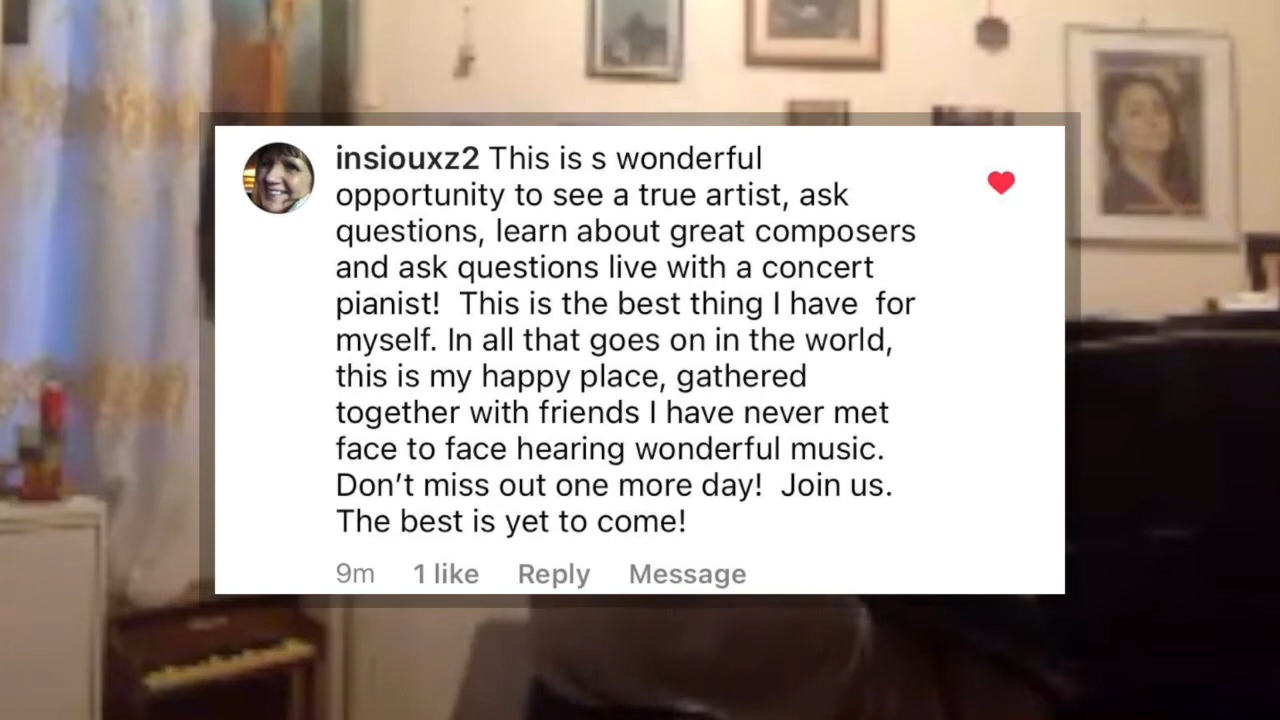 insiouxz2 This is s wonderful
opportunity to see a true artist, ask
questions, learn about great composers
and ask questions live with a concert
pianist!  This is the best thing I have  for
myself. In all that goes on in the world,
this is my happy place, gathered
together with friends I have never met
face to face hearing wonderful music.
Don’t miss out one more day!  Join us.
The best is yet to come!
9m 1 like Reply Message